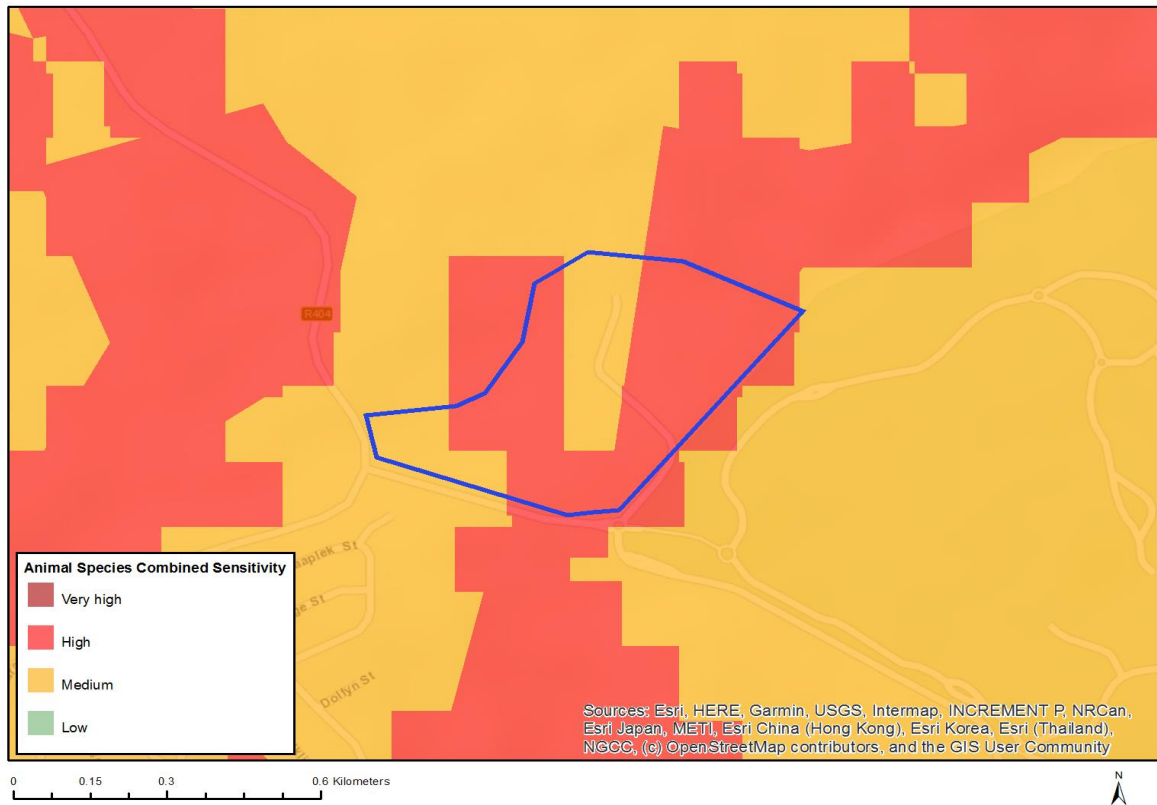 R404
Animal Species Combined Sensitivity
Very high
High
Medium
Low
St
St
Dolfyn St
Sources: Esri, HERE, Garmin, USGS, Intermap, INCREMENT P, NRCan,
Esri Japan, METI, Esri China (Hong Kong), Esri Korea, Esri (Thailand),
NGCC, (c) OpenStreetMap contributors, and the GIS User Community
0 0.15 0.3 0.6 Kilometers
N